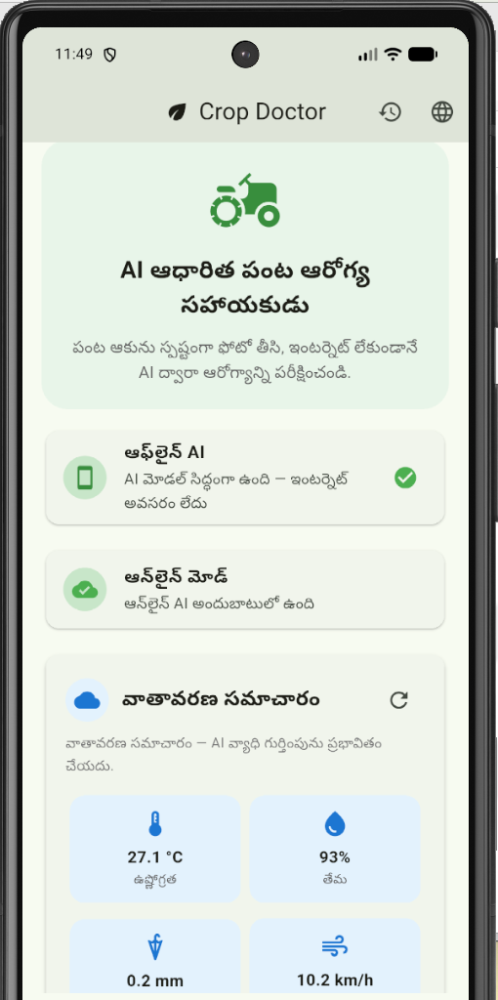 11:49
Crop Doctor
AI ఆధారిత పంట ఆరోగ్య
సహాయకుడు
పంట ఆకును స్పష్టంగా ఫోటో తీసి, ఇంటర్నెట్ లేకుండానే
AI ద్వారా ఆరోగ్యాన్ని పరీక్షించండి.
ఆఫ్‌లైన్ AI
AI మోడల్ సిద్ధంగా ఉంది — ఇంటర్నెట్
అవసరం లేదు
ఆన్‌లైన్ మోడ్
ఆన్‌లైన్ AI అందుబాటులో ఉంది
వాతావరణ సమాచారం
వాతావరణ సమాచారం — AI వ్యాధి గుర్తింపును ప్రభావితం
చేయదు.
27.1 °C
93%
ఉష్ణోగ్రత
తేమ
0.2 mm
10.2 km/h